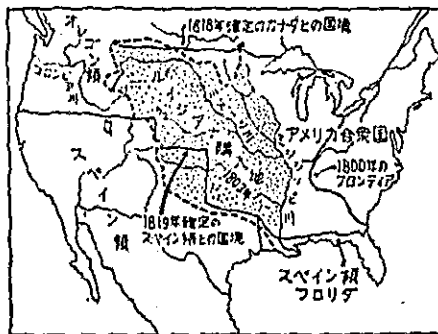 1818年確定のカナダとの国境
オレゴン領
コロンビア川
ルイジアナ購入地
1803年
ミシシッピ川
アメリカ合衆国
1800年のフロンティア
スペイン領
1819年確定の
スペイン領との国境
スペイン領
フロリダ